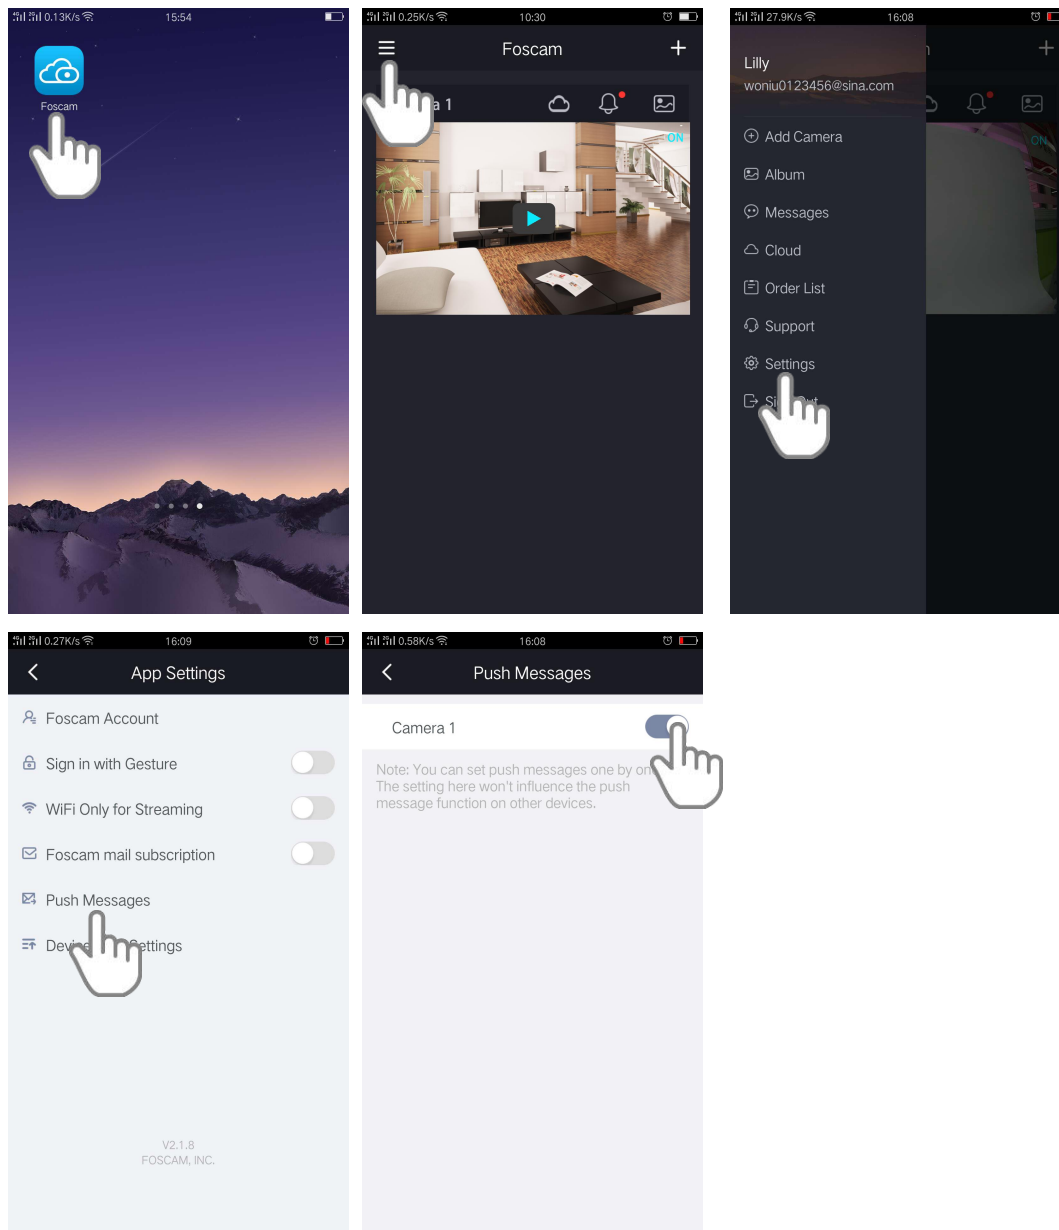 0.13K/s 15:54
Foscam
0.25K/s 10:30
Foscam
a 1
ON
27.9K/s 16:08
Lilly
woniu0123456@sina.com
Add Camera
Album
Messages
Cloud
Order List
Support
Settings
ON
0.27K/s 16:09
App Settings
Foscam Account
Sign in with Gesture
WiFi Only for Streaming
Foscam mail subscription
Push Messages
V2.1.8
FOSCAM, INC.
0.58K/s 16:08
Push Messages
Camera 1
Note: You can set push messages one by
The setting here won't influence the push
message function on other devices.